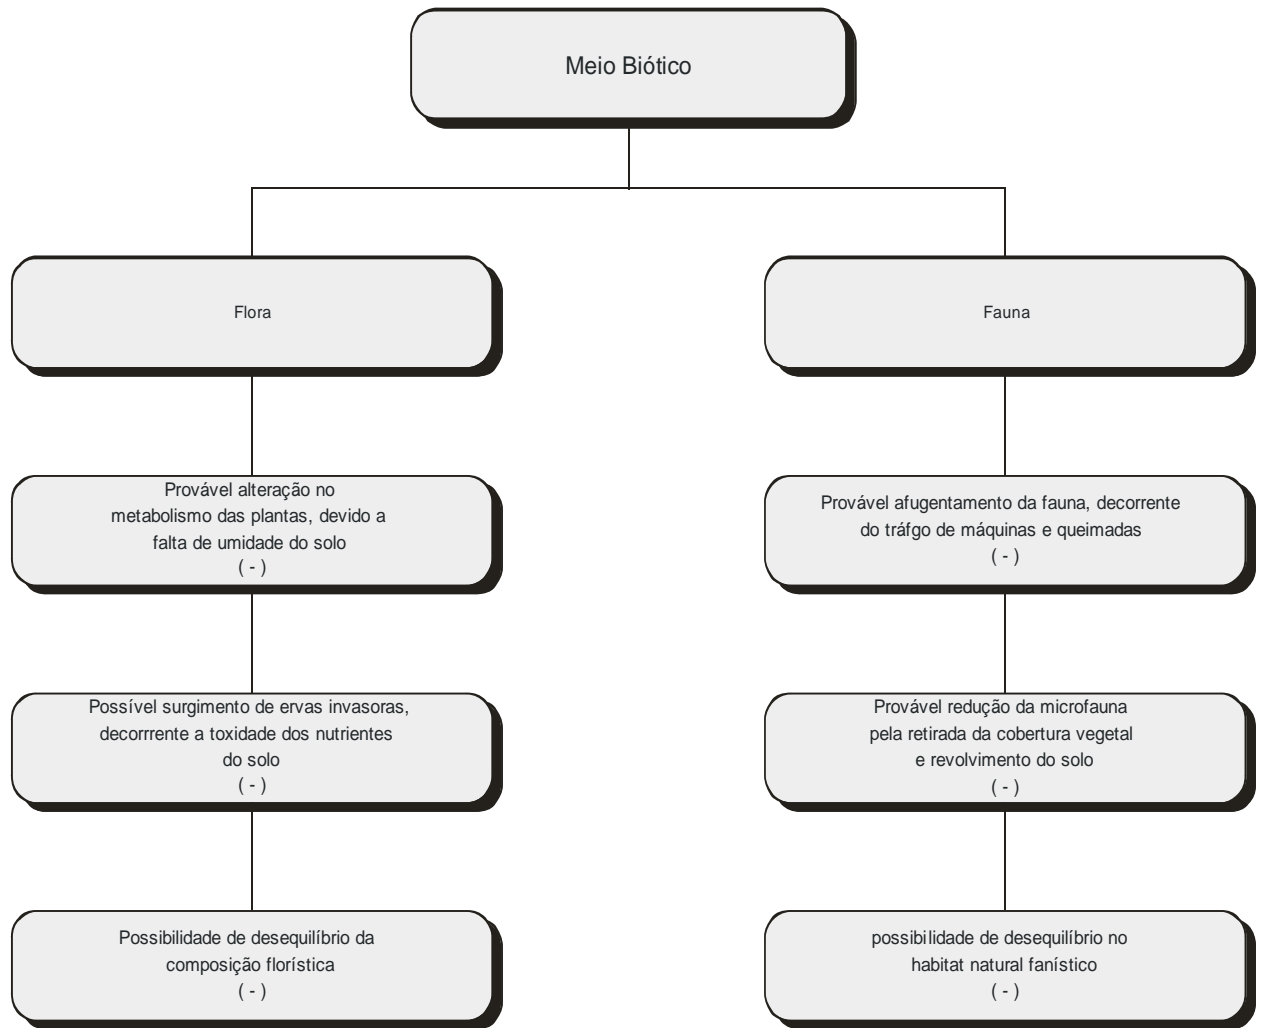 Meio Biótico
Flora
Fauna
Provável alteração no
metabolismo das plantas, devido a
falta de umidade do solo
( - )
Provável afugentamento da fauna, decorrente
do tráfgo de máquinas e queimadas
( - )
Possível surgimento de ervas invasoras,
decorrrente a toxidade dos nutrientes
do solo
( - )
Provável redução da microfauna
pela retirada da cobertura vegetal
e revolvimento do solo
( - )
Possibilidade de desequilíbrio da
composição florística
( - )
possibilidade de desequilíbrio no
habitat natural fanístico
( - )